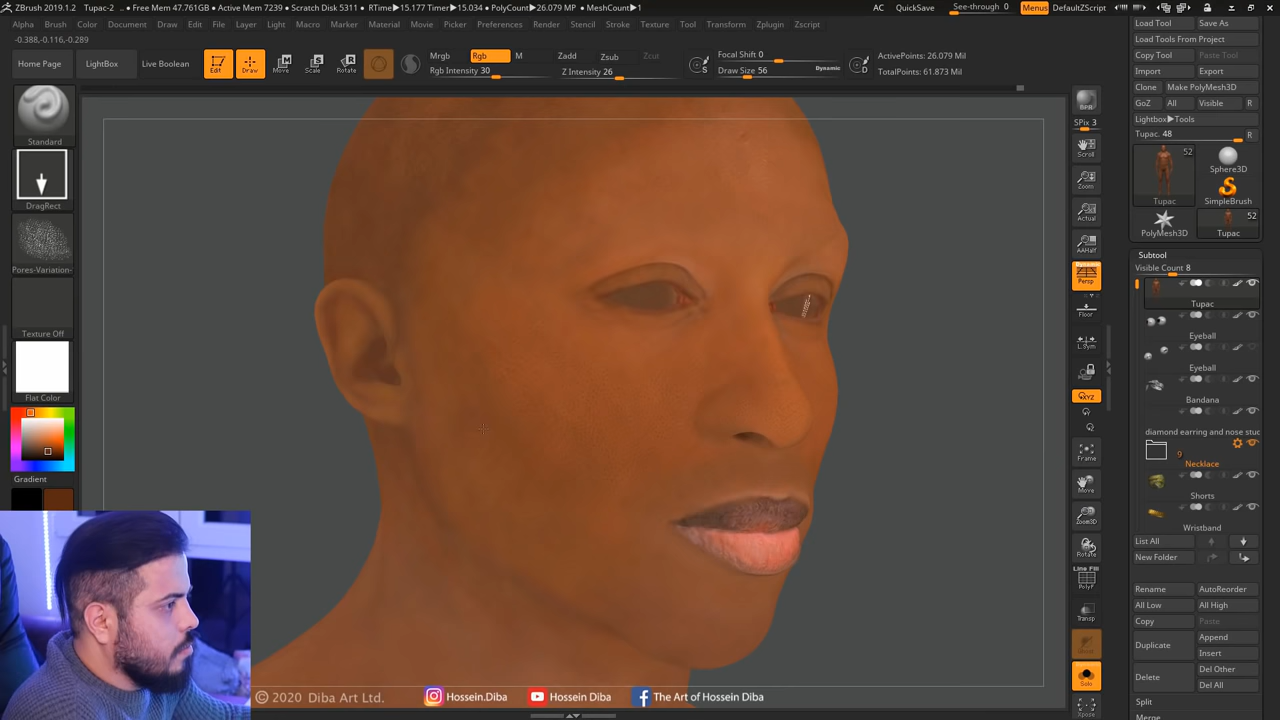 ZBrush 2019.1.2 Tupac-2 .. • Free Mem 47.761GB • Active Mem 7239 • Scratch Disk 5311 • RTime▶15.177 Timer▶15.034 • PolyCount▶26.079 MP • MeshCount▶1 AC QuickSave See-through 0 Menus DefaultZScript
Alpha Brush Color Document Draw Edit File Layer Light Macro Marker Material Movie Picker Preferences Render Stencil Stroke Texture Tool Transform Zplugin Zscript
-0.388,-0.116,-0.289
Home Page LightBox Live Boolean Edit Draw Move Scale Rotate
Mrgb Rgb M Zadd Zsub Zcut
Rgb Intensity 30 Z Intensity 26
Focal Shift 0
Draw Size 56 Dynamic
S D
ActivePoints: 26.079 Mil
TotalPoints: 61.873 Mil
Standard
DragRect
Pores-Variation-
Texture Off
Flat Color
Gradient
BPR
SPix 3
Scroll
Zoom
Actual
AAHalf
Dynamic
Persp
Floor
L.Sym
XYZ
Frame
Move
Zoom3D
Rotate
Line Fill
PolyF
Transp
Solo
Xpose
Load Tool Save As
Load Tools From Project
Copy Tool Paste Tool
Import Export
Clone Make PolyMesh3D
GoZ All Visible R
Lightbox▶Tools
Tupac. 48 R
52
Tupac
Sphere3D
SimpleBrush
PolyMesh3D
52
Tupac
Subtool
Visible Count 8
Tupac
Eyeball
Eyeball
Bandana
diamond earring and nose stud
9
Necklace
Shorts
Wristband
List All
New Folder
Rename AutoReorder
All Low All High
Copy Paste
Duplicate Append
Insert
Delete Del Other
Del All
Split
Merge
© 2020 Diba Art Ltd. Hossein.Diba Hossein Diba The Art of Hossein Diba